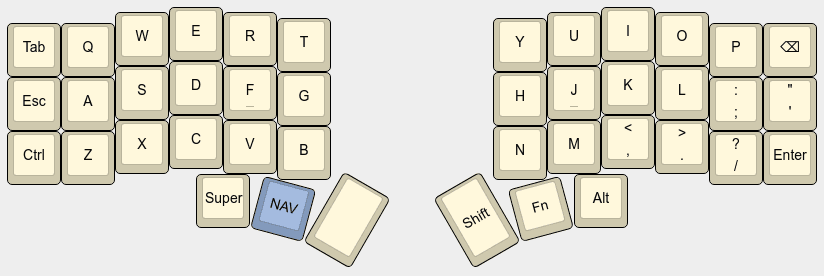 Tab Q W E R T Y U I O P ⌫
Esc A S D F _ G H J _ K L : ; " '
Ctrl Z X C V B N M < , > . ? / Enter
Super NAV Shift Fn Alt